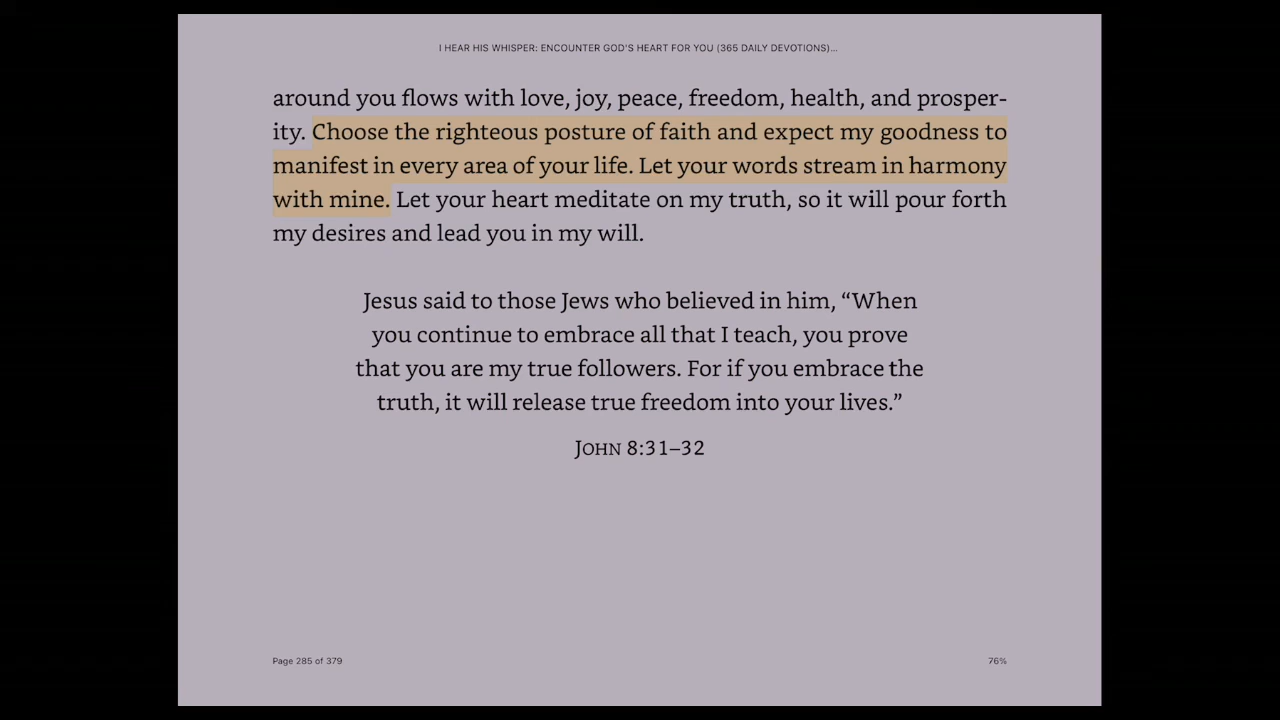 I HEAR HIS WHISPER: ENCOUNTER GOD'S HEART FOR YOU (365 DAILY DEVOTIONS)...
around you flows with love, joy, peace, freedom, health, and prosper-
ity. Choose the righteous posture of faith and expect my goodness to
manifest in every area of your life. Let your words stream in harmony
with mine. Let your heart meditate on my truth, so it will pour forth
my desires and lead you in my will.
Jesus said to those Jews who believed in him, “When
you continue to embrace all that I teach, you prove
that you are my true followers. For if you embrace the
truth, it will release true freedom into your lives.”
John 8:31–32
Page 285 of 379
76%